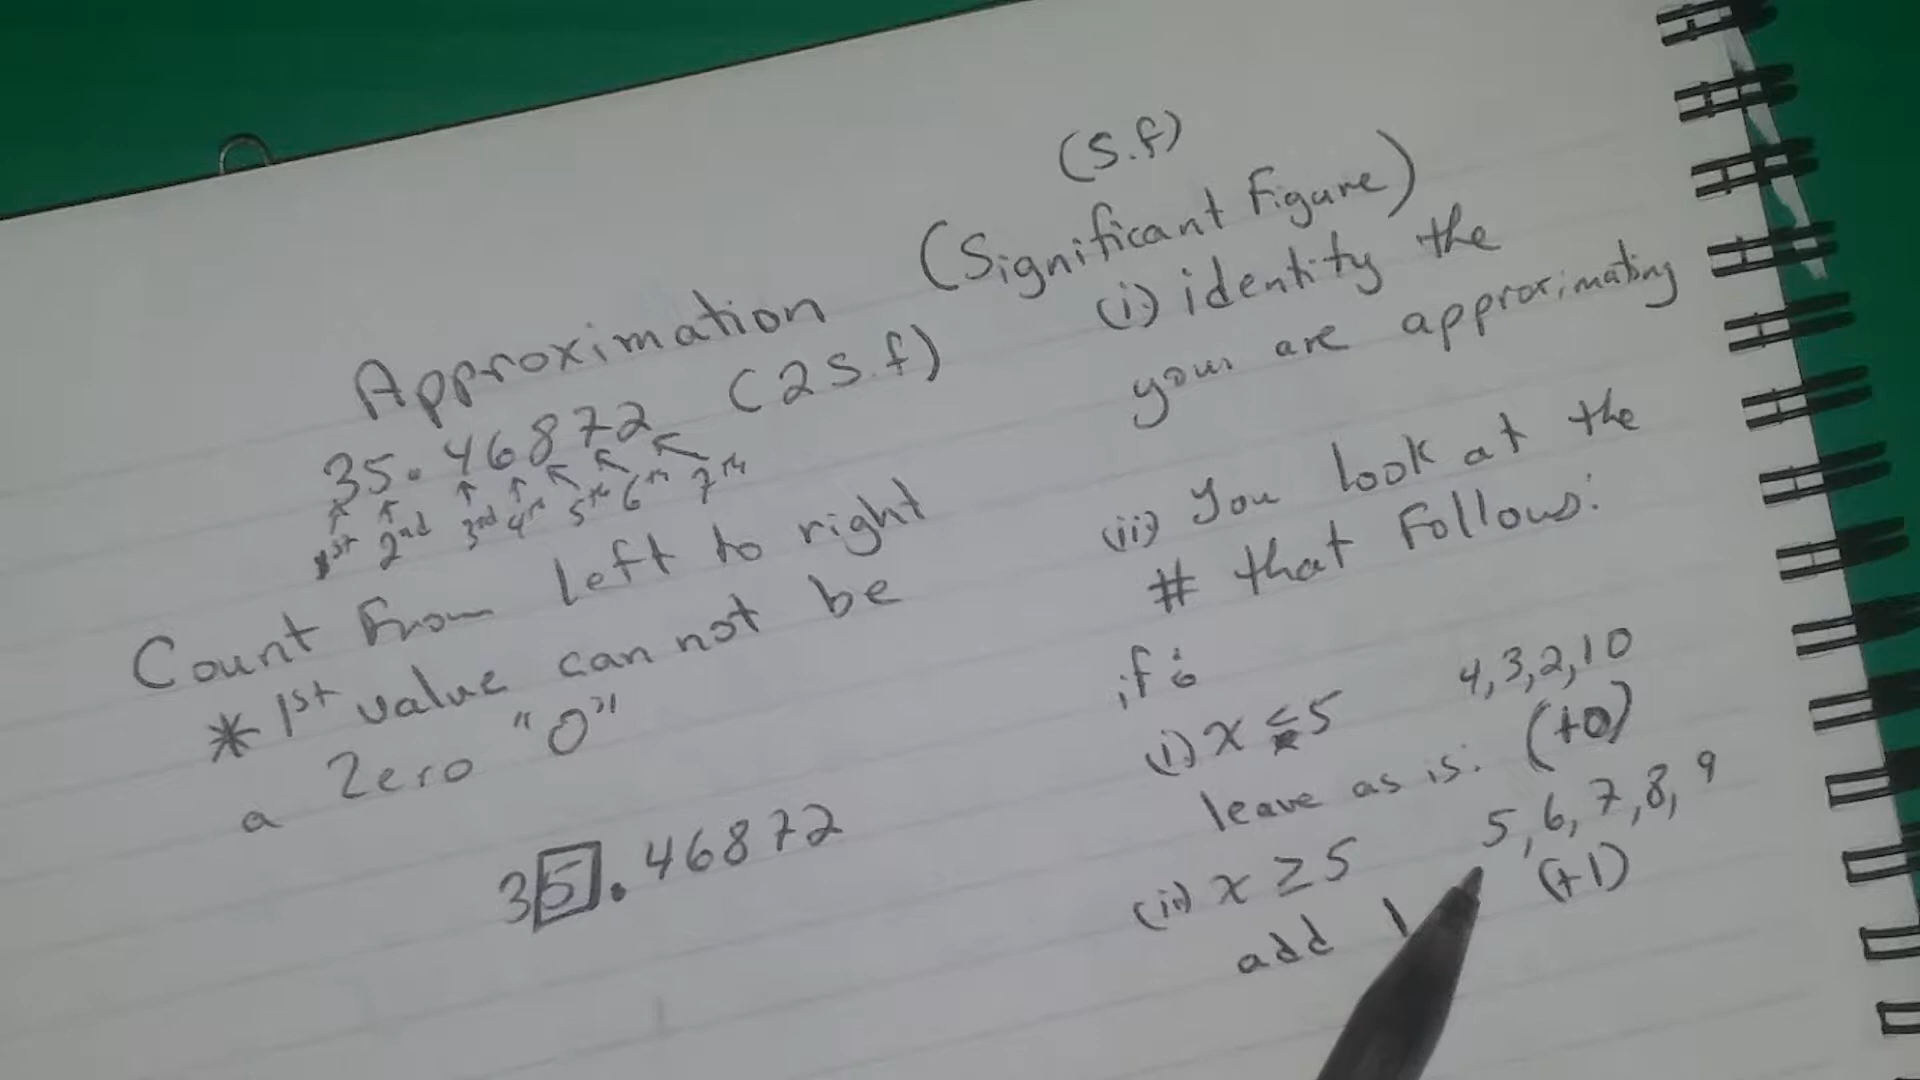 Approximation
(S.f)
(Significant Figure)
35.46872 (2 S.f)
1st 2nd 3rd 4th 5th 6th 7th
Count From left to right
* 1st value can not be
a Zero "0"
35.46872
(i) identity the
your are approximating
(ii) You look at the
# that Follows:
if:
(i) x ≤ 5 4,3,2,10
leave as is. (+0)
(ii) x ≥ 5 5,6,7,8,9
add 1 (+1)